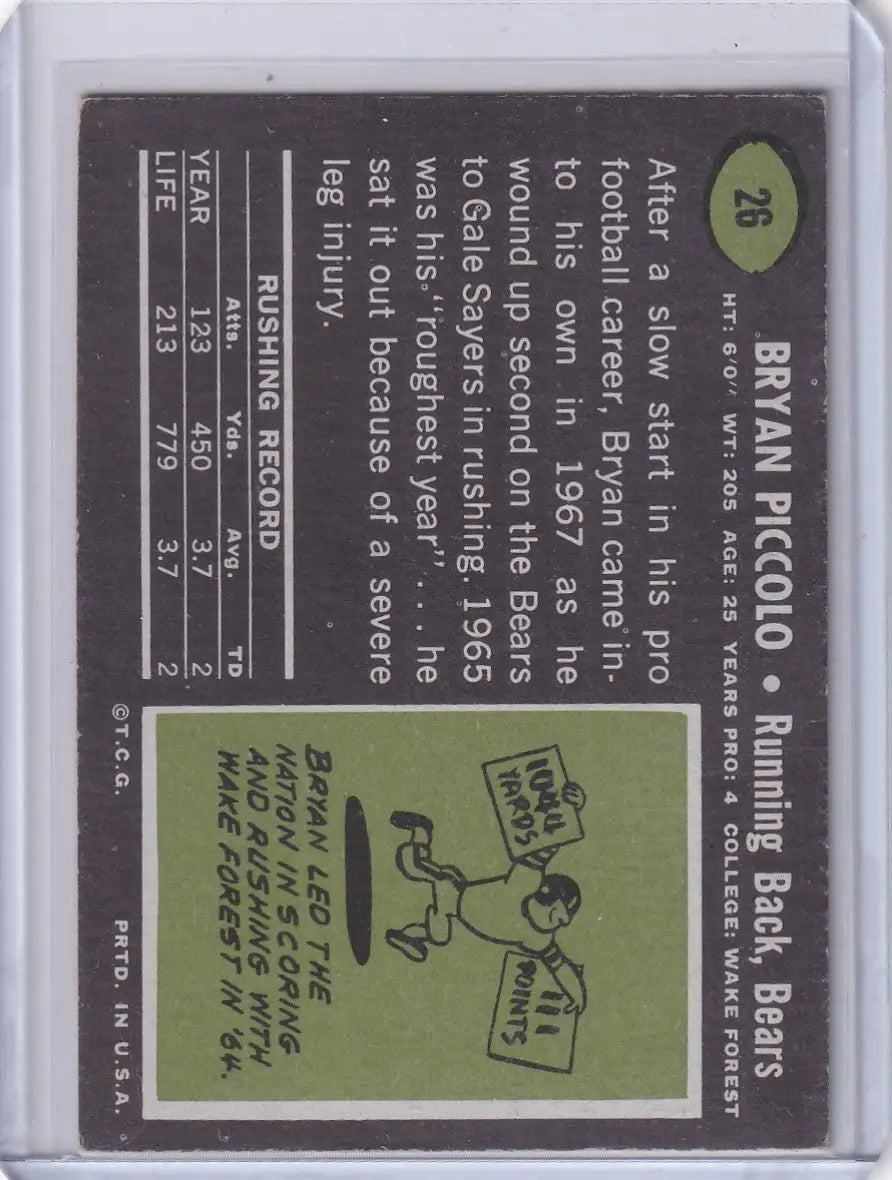 26
BRYAN PICCOLO • Running Back, Bears
HT: 6'0" WT: 205 AGE: 25 YEARS PRO: 4 COLLEGE: WAKE FOREST
After a slow start in his pro
football career, Bryan came in-
to his own in 1967 as he
wound up second on the Bears
to Gale Sayers in rushing. 1965
was his "roughest year" . . . he
sat it out because of a severe
leg injury.
RUSHING RECORD
Atts. Yds. Avg. TD
YEAR 123 450 3.7 2
LIFE 213 779 3.7 2
1044
YARDS
111
POINTS
BRYAN LED THE
NATION IN SCORING
AND RUSHING WITH
WAKE FOREST IN '64.
©T.C.G. PRTD. IN U.S.A.